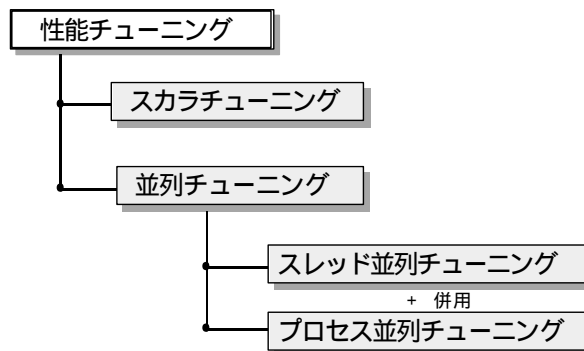 性能チューニング
スカラチューニング
並列チューニング
スレッド並列チューニング
+ 併用
プロセス並列チューニング